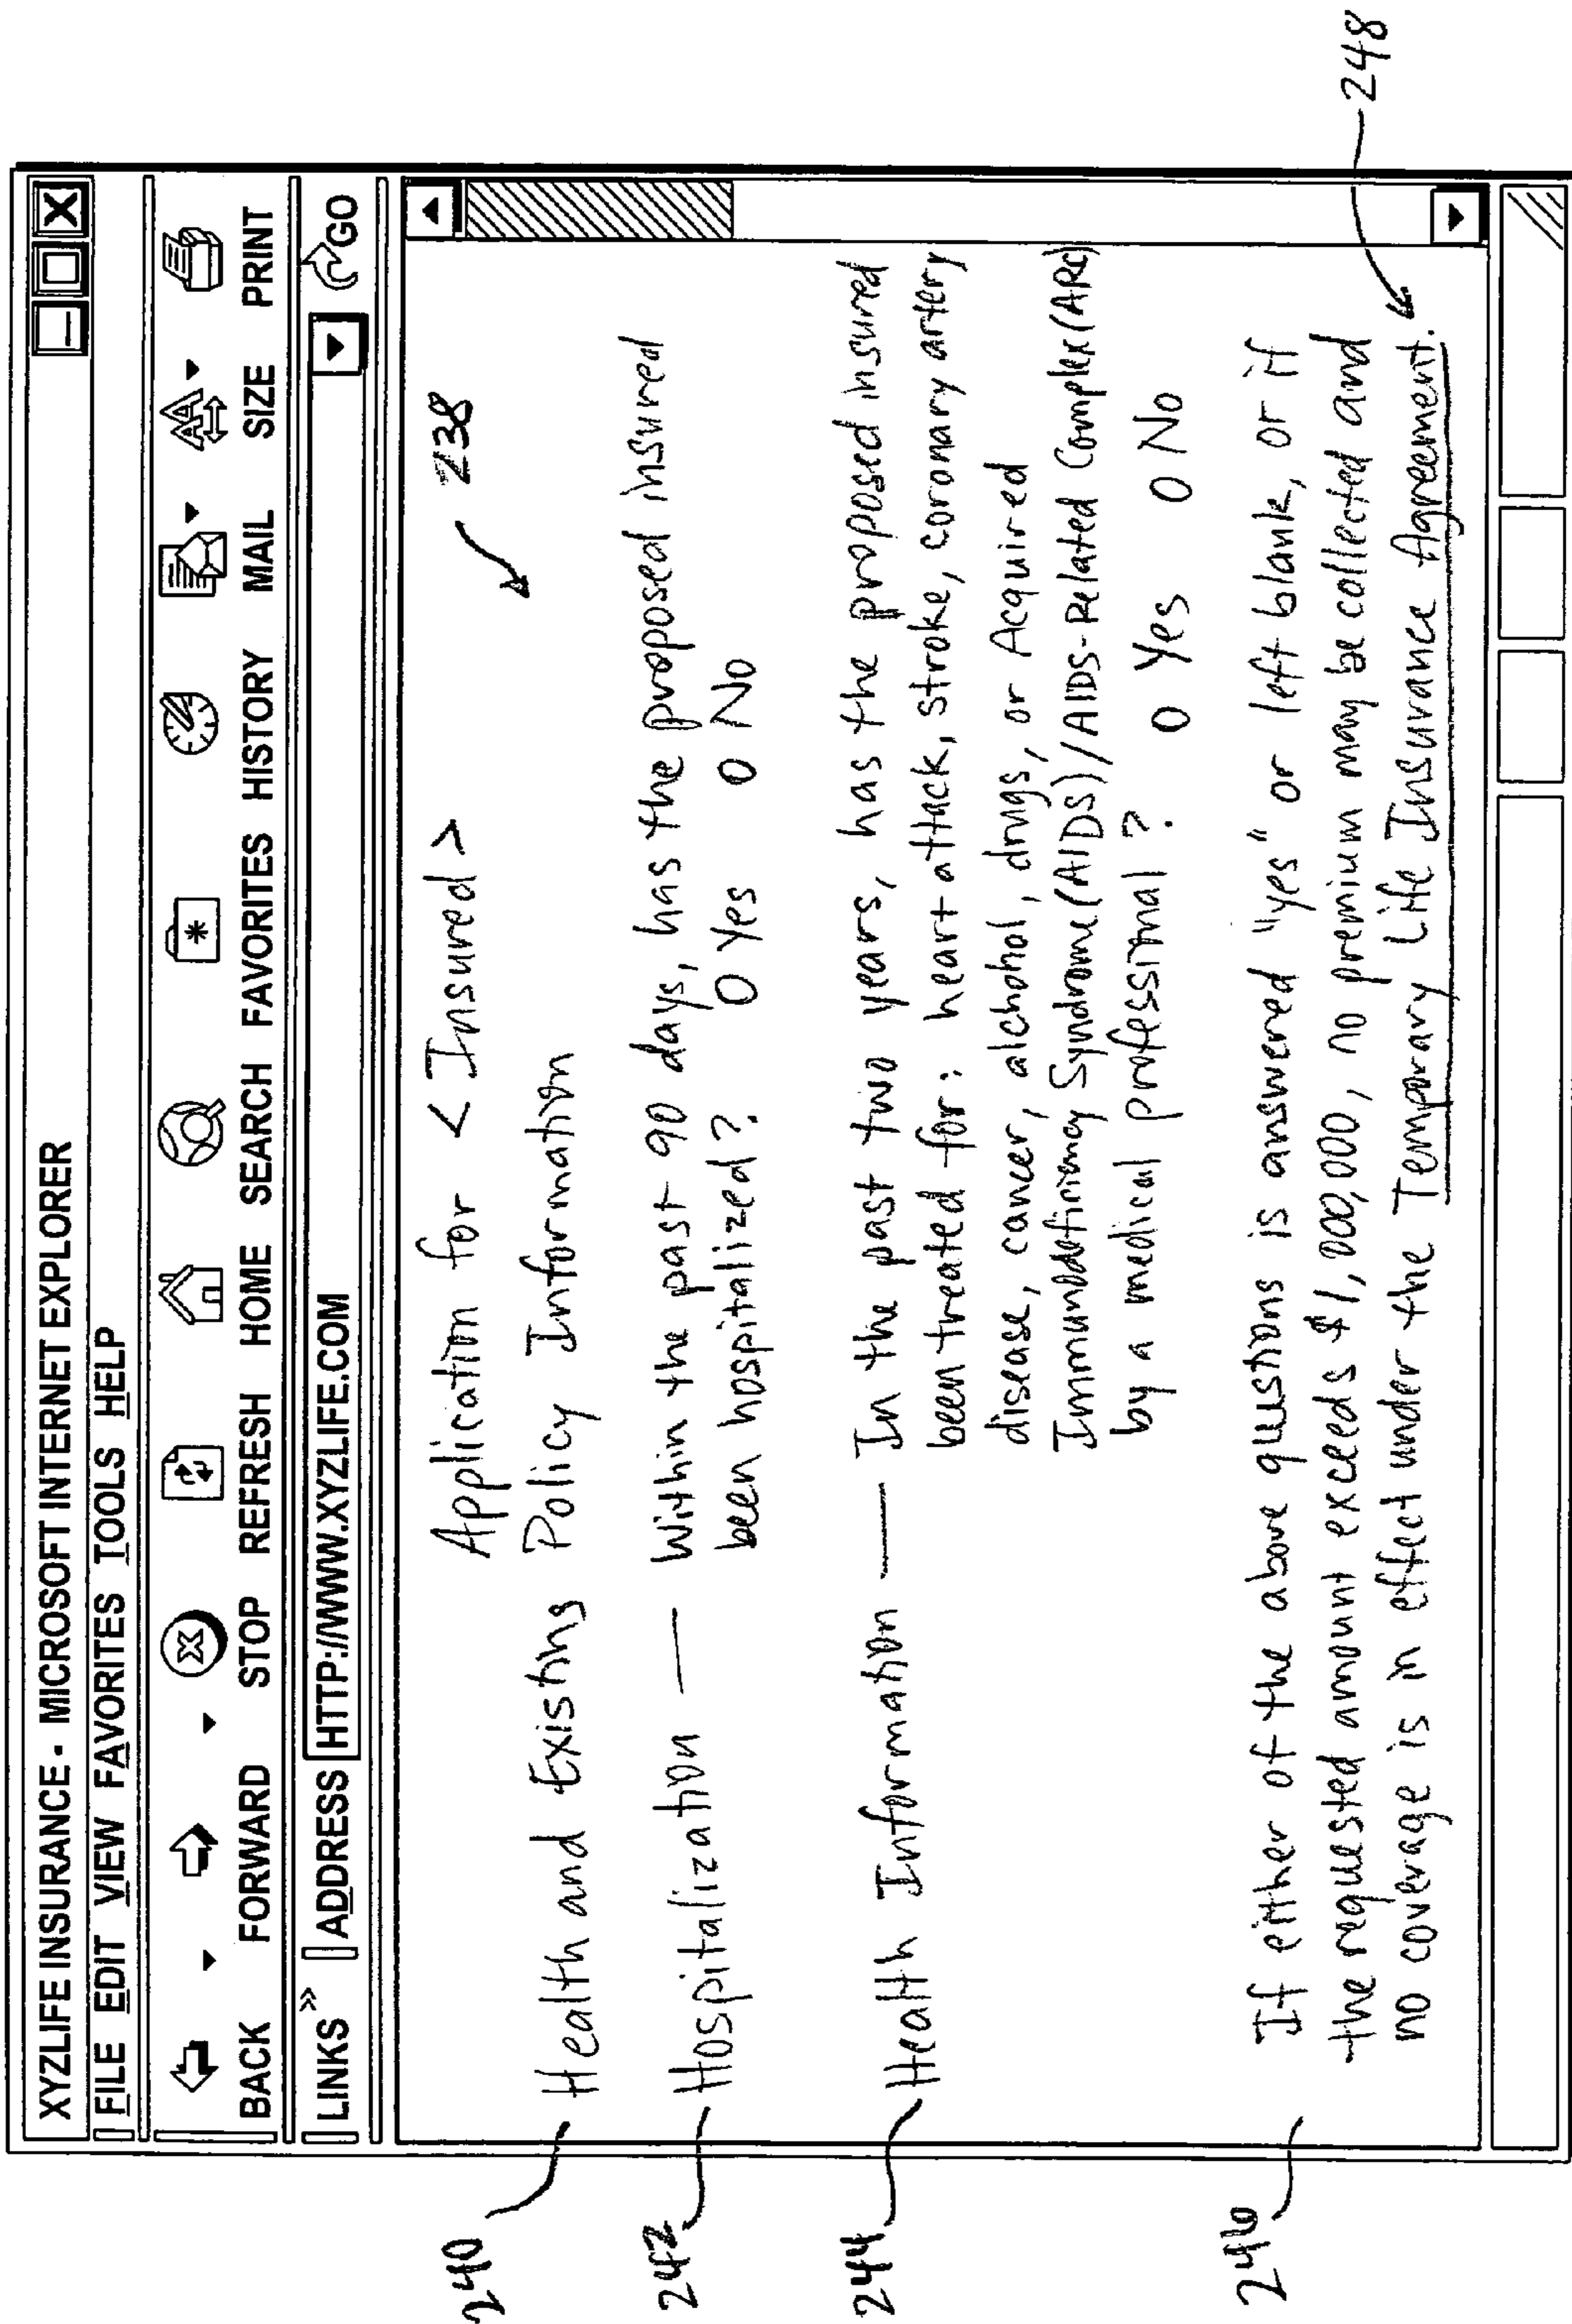 XYZLIFE INSURANCE - MICROSOFT INTERNET EXPLORER
FILE EDIT VIEW FAVORITES TOOLS HELP
BACK FORWARD STOP REFRESH HOME SEARCH FAVORITES HISTORY MAIL SIZE PRINT
LINKS » ADDRESS HTTP://WWW.XYZLIFE.COM GO
Application for <Insured> 238
240 Health and Existing Policy Information
242 Hospitalization — Within the past 90 days, has the proposed insured
been hospitalized? O Yes O No
244 Health Information — In the past two years, has the proposed insured
been treated for: heart attack, stroke, coronary artery
disease, cancer, alchohol, drugs, or Acquired
Immunodeficiency Syndrome (AIDS)/AIDS-Related Complex (ARC)
by a medical professional? O Yes O No
246 If either of the above questions is answered "yes" or left blank, or if
the requested amount exceeds $1,000,000, no premium may be collected and
no coverage is in effect under the Temporary Life Insurance Agreement. 248